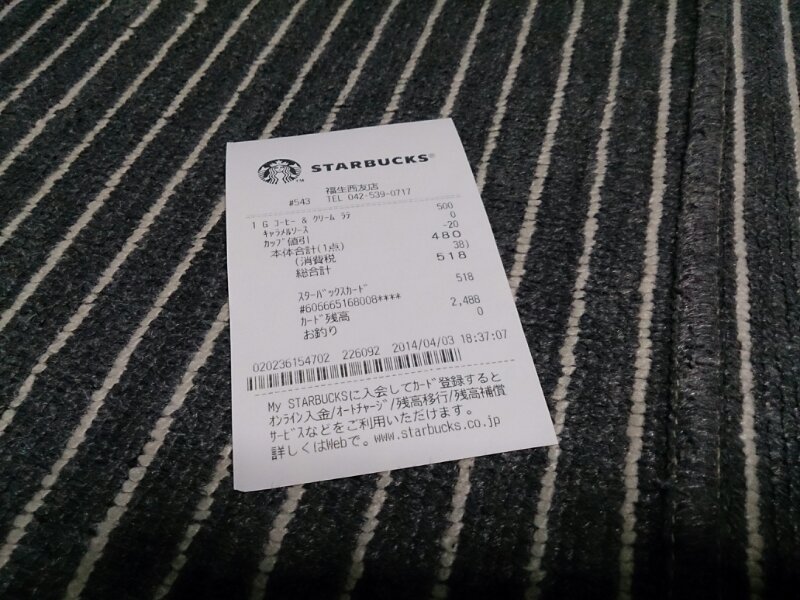 STARBUCKS®
福生西友店
#543 TEL 042-539-0717
1 G コーヒー & クリーム ラテ 500
キャラメルソース 0
カップ値引 -20
本体合計(1点) 480
(消費税 38)
総合計 518
スターバックスカード 518
#606665168008****
カード残高 2,488
お釣り 0
020236154702 226092 2014/04/03 18:37:07
My STARBUCKSに入会してカード登録すると
オンライン入金/オートチャージ/残高移行/残高補償
サービスなどをご利用いただけます。
詳しくはWebで。www.starbucks.co.jp